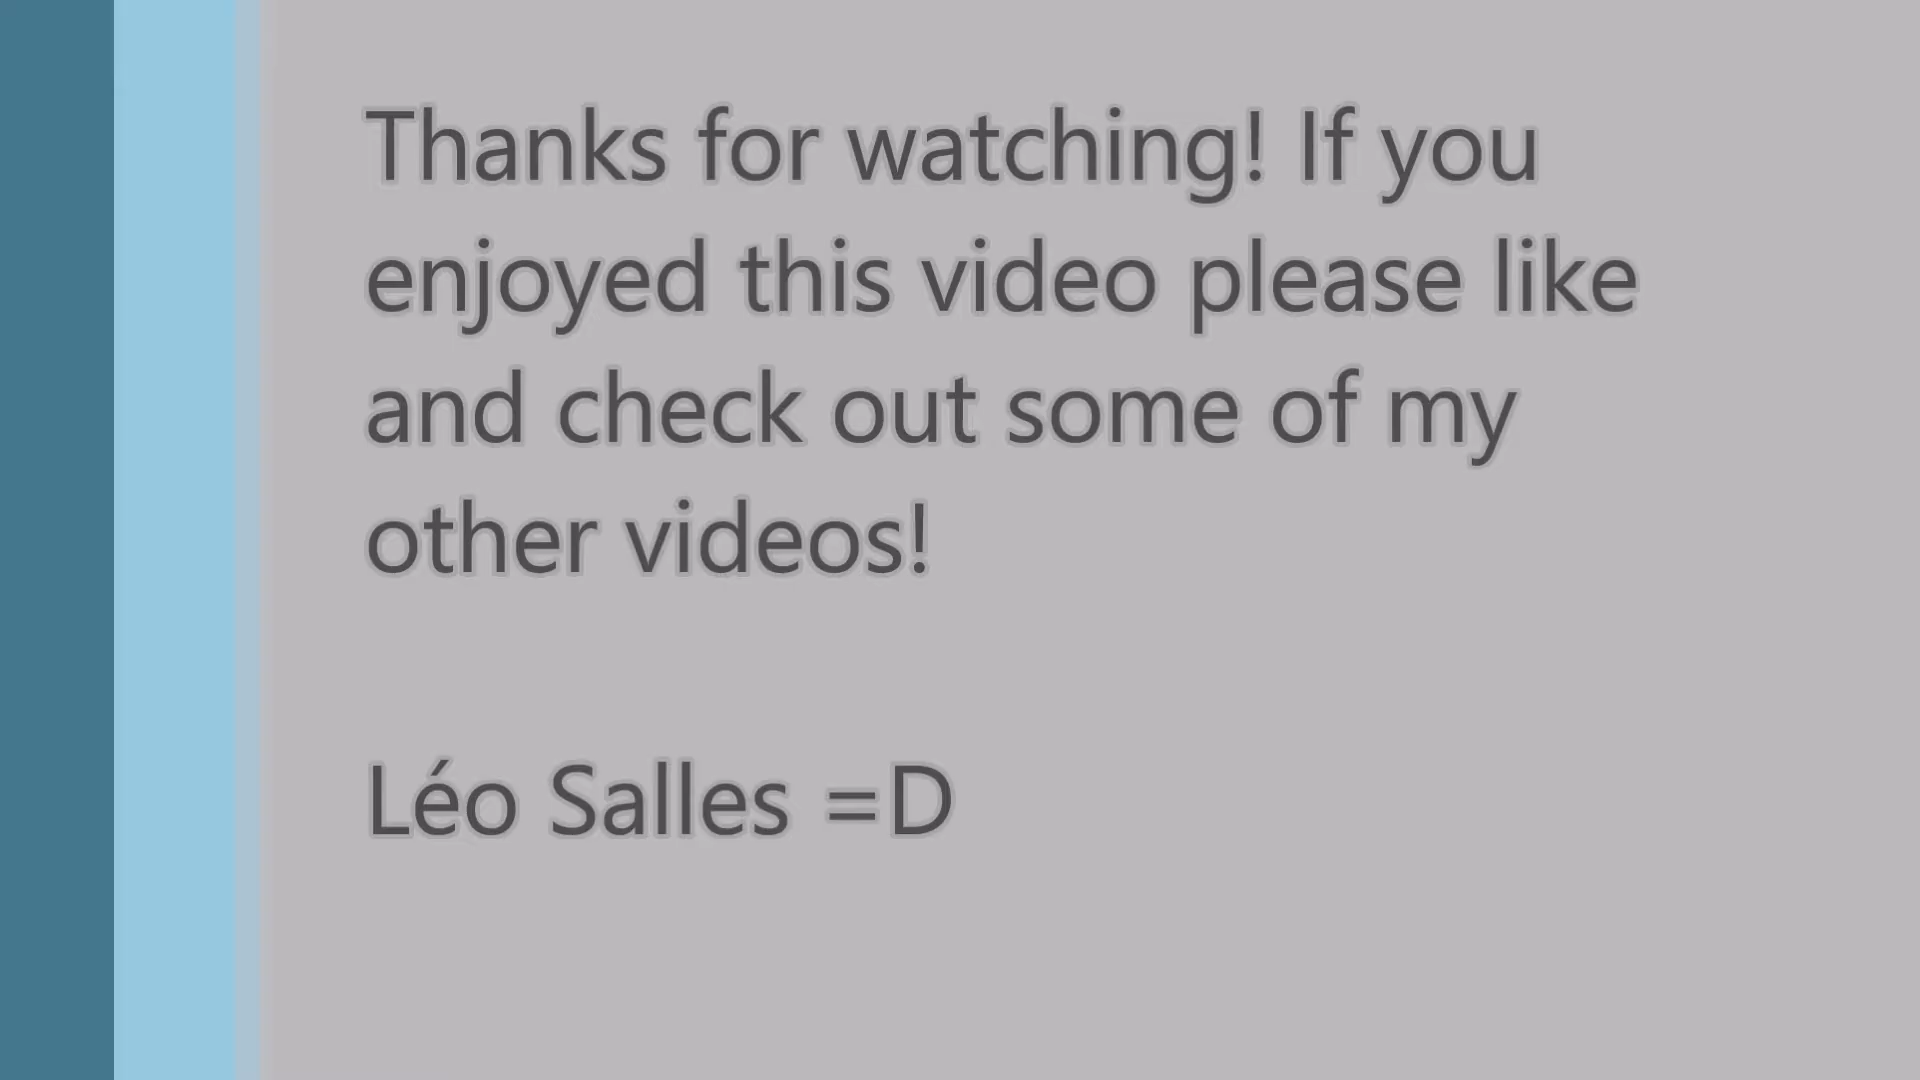 Thanks for watching! If you
enjoyed this video please like
and check out some of my
other videos!
Léo Salles =D